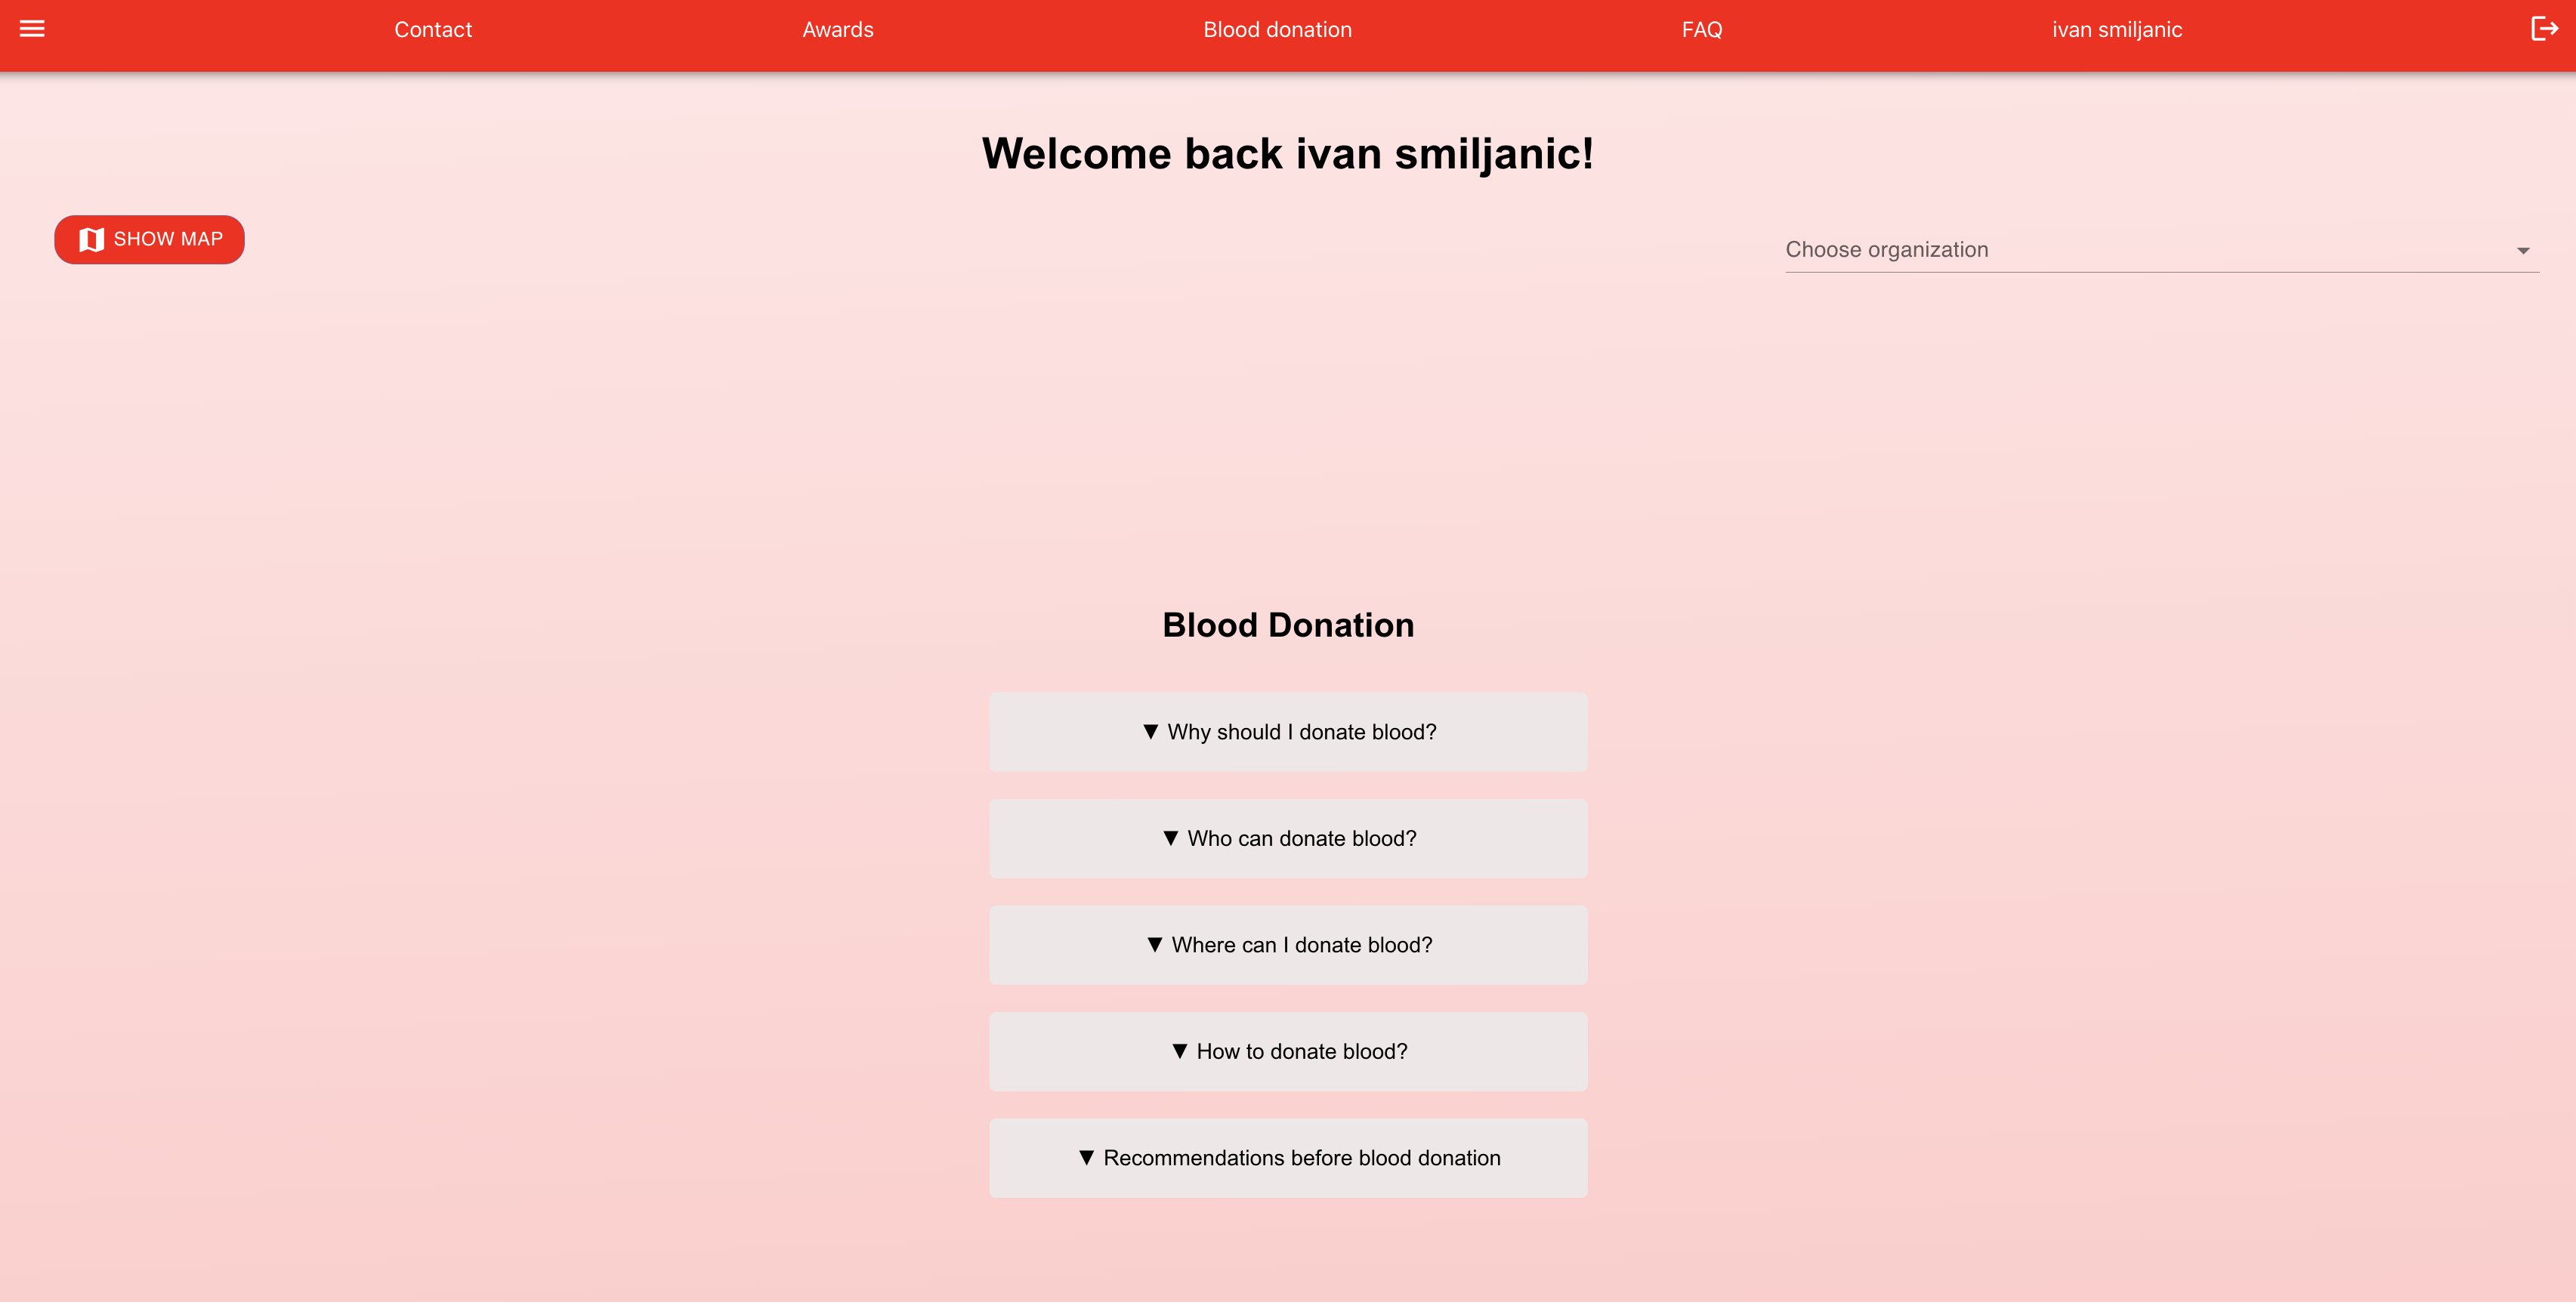 Contact
Awards
Blood donation
FAQ
ivan smiljanic
Welcome back ivan smiljanic!
SHOW MAP
Choose organization
Blood Donation
▼ Why should I donate blood?
▼ Who can donate blood?
▼ Where can I donate blood?
▼ How to donate blood?
▼ Recommendations before blood donation